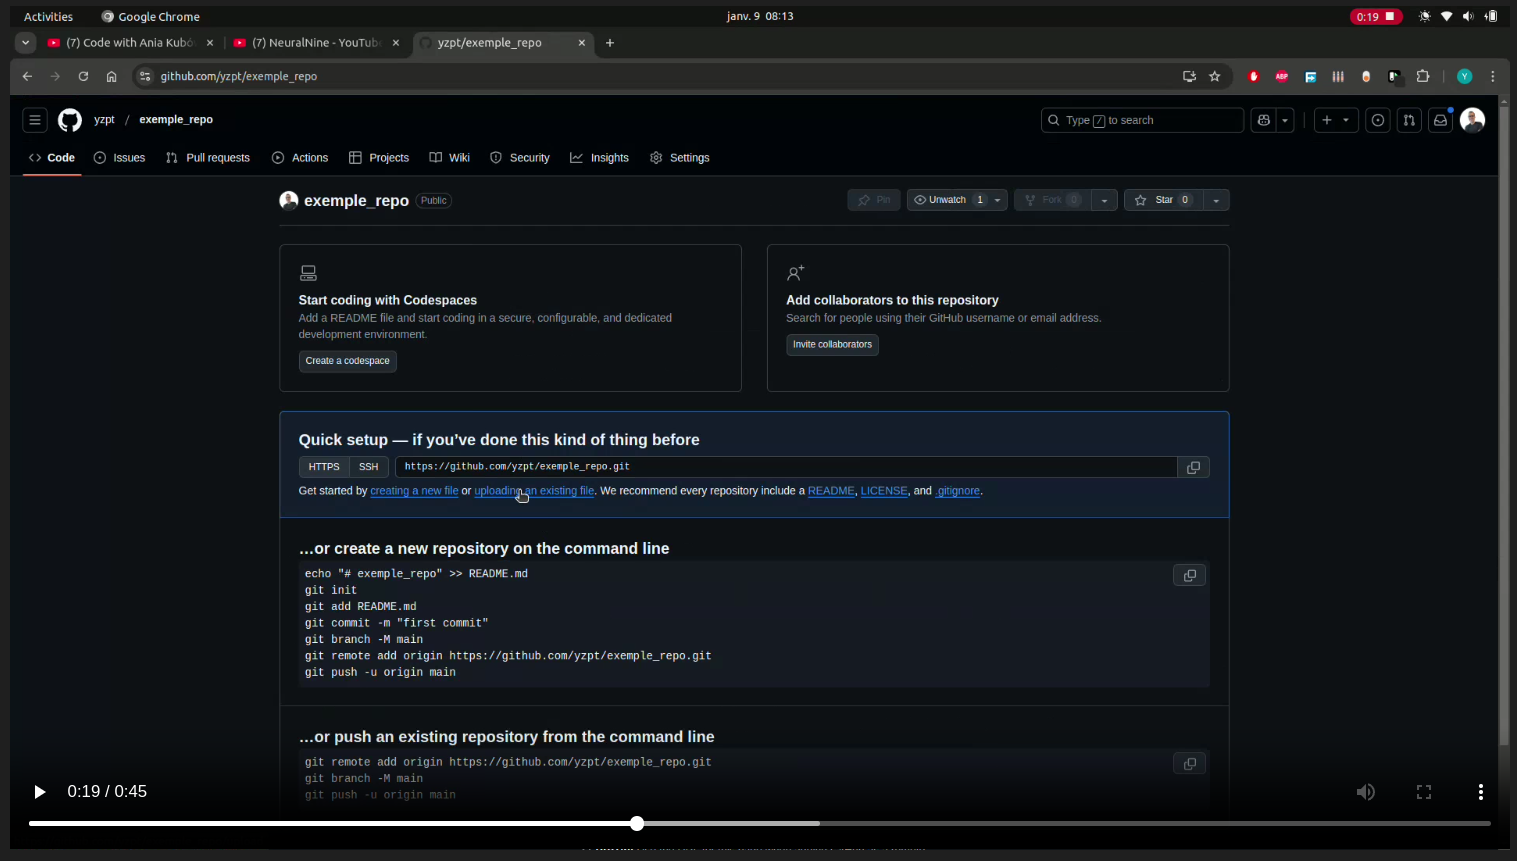 Activities
Google Chrome
janv. 9 08:13
0:19
(7) Code with Ania Kubó
(7) NeuralNine - YouTub
yzpt/exemple_repo
github.com/yzpt/exemple_repo
ABP
Y
yzpt / exemple_repo
Type / to search
Code
Issues
Pull requests
Actions
Projects
Wiki
Security
Insights
Settings
exemple_repo
Public
Pin
Unwatch 1
Fork 0
Star 0
Start coding with Codespaces
Add a README file and start coding in a secure, configurable, and dedicated
development environment.
Create a codespace
Add collaborators to this repository
Search for people using their GitHub username or email address.
Invite collaborators
Quick setup — if you’ve done this kind of thing before
HTTPS
SSH
https://github.com/yzpt/exemple_repo.git
Get started by creating a new file or uploading an existing file. We recommend every repository include a README, LICENSE, and .gitignore.
…or create a new repository on the command line
echo "# exemple_repo" >> README.md
git init
git add README.md
git commit -m "first commit"
git branch -M main
git remote add origin https://github.com/yzpt/exemple_repo.git
git push -u origin main
…or push an existing repository from the command line
git remote add origin https://github.com/yzpt/exemple_repo.git
git branch -M main
git push -u origin main
0:19 / 0:45